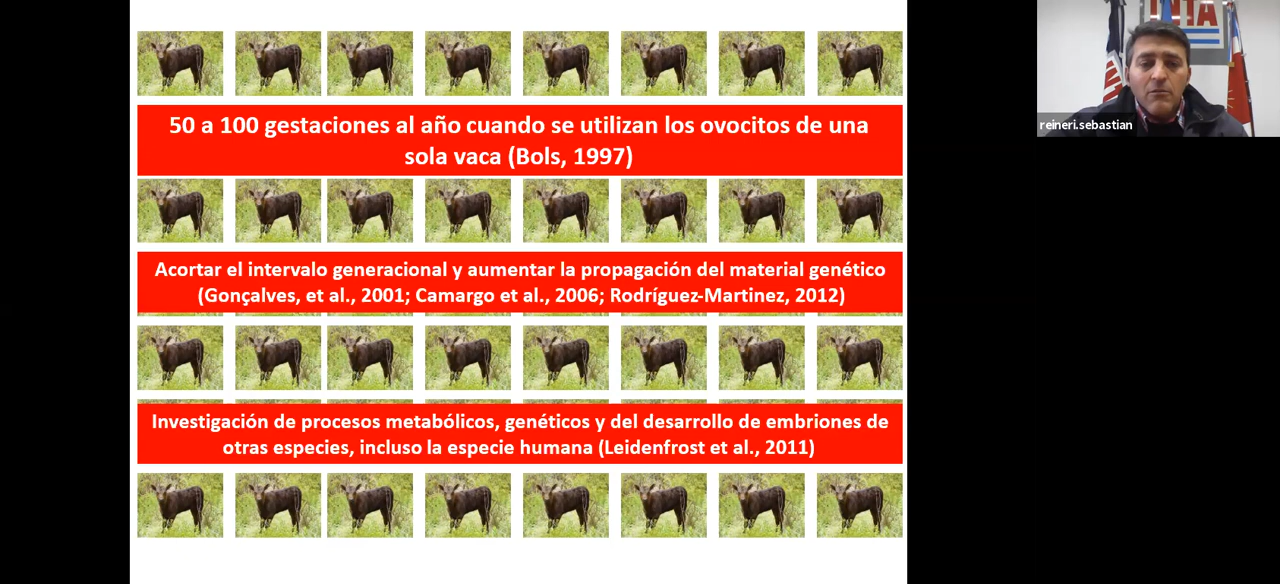 50 a 100 gestaciones al año cuando se utilizan los ovocitos de una
sola vaca (Bols, 1997)
Acortar el intervalo generacional y aumentar la propagación del material genético
(Gonçalves, et al., 2001; Camargo et al., 2006; Rodríguez-Martinez, 2012)
Investigación de procesos metabólicos, genéticos y del desarrollo de embriones de
otras especies, incluso la especie humana (Leidenfrost et al., 2011)
INTA
reineri.sebastian